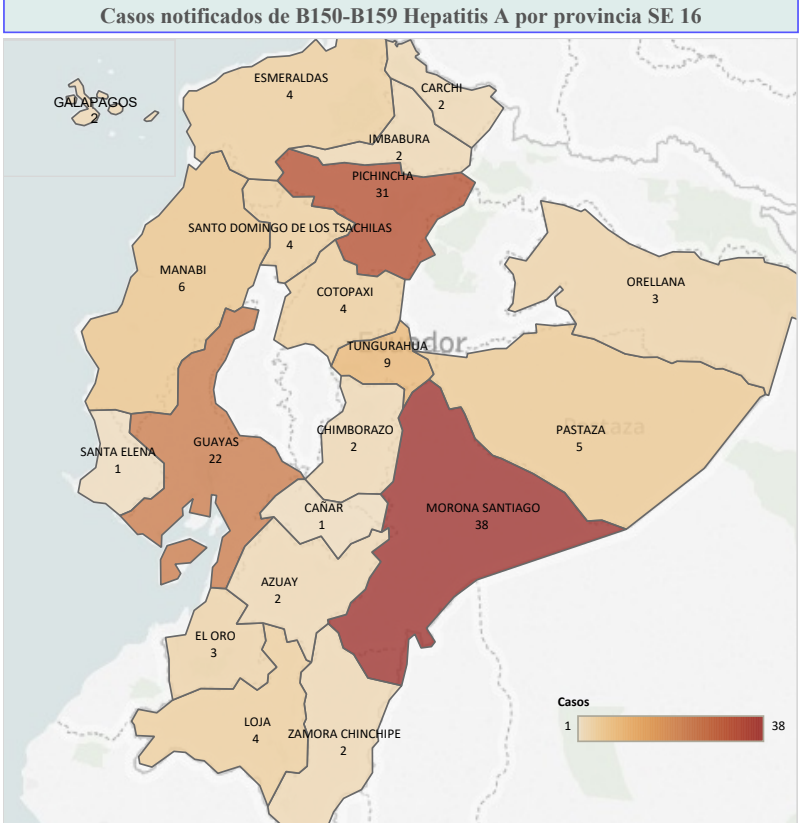 Casos notificados de B150-B159 Hepatitis A por provincia SE 16
ESMERALDAS
4
CARCHI
2
GALAPAGOS
2
IMBABURA
2
PICHINCHA
31
SANTO DOMINGO DE LOS TSACHILAS
4
MANABI
6
ORELLANA
3
COTOPAXI
4
Ecuador
TUNGURAHUA
9
CHIMBORAZO
2
PASTAZA
5
Pastaza
GUAYAS
22
SANTA ELENA
1
CAÑAR
1
MORONA SANTIAGO
38
AZUAY
2
EL ORO
3
LOJA
4
ZAMORA CHINCHIPE
2
Casos
1 38